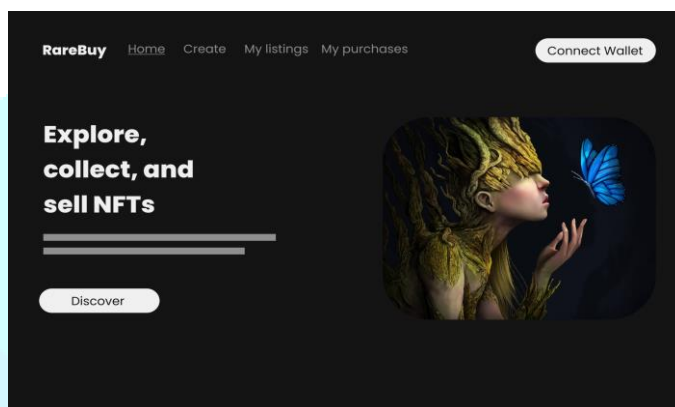 RareBuy Home Create My listings My purchases Connect Wallet
Explore,
collect, and
sell NFTs
Discover